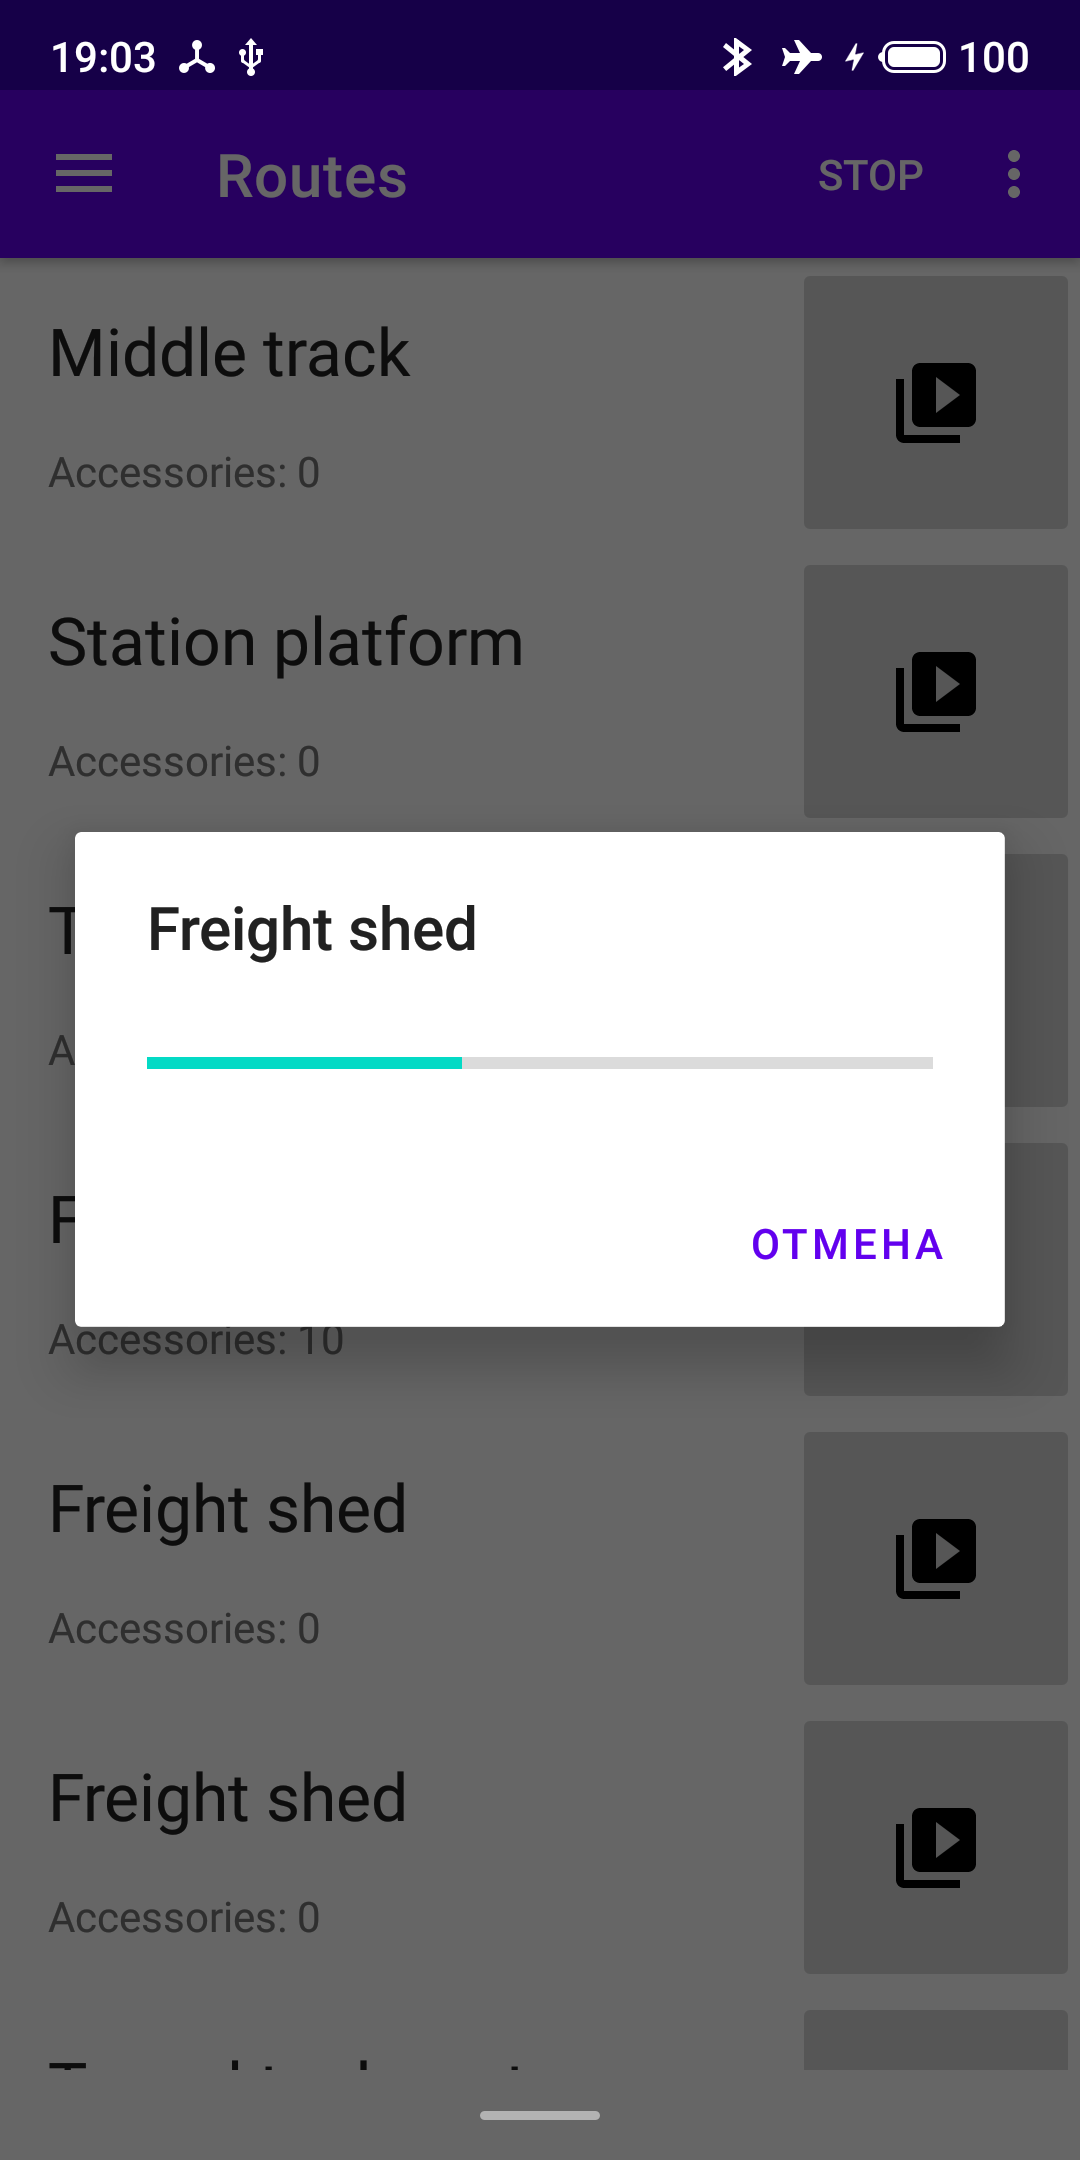 19:03 100
Routes STOP
Middle track
Accessories: 0
Station platform
Accessories: 0
Freight shed
ОТМЕНА
Accessories: 10
Freight shed
Accessories: 0
Freight shed
Accessories: 0